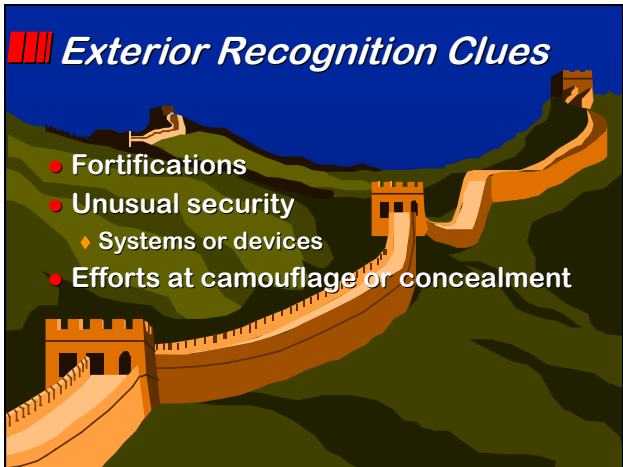 Exterior Recognition Clues
Fortifications
Unusual security
Systems or devices
Efforts at camouflage or concealment